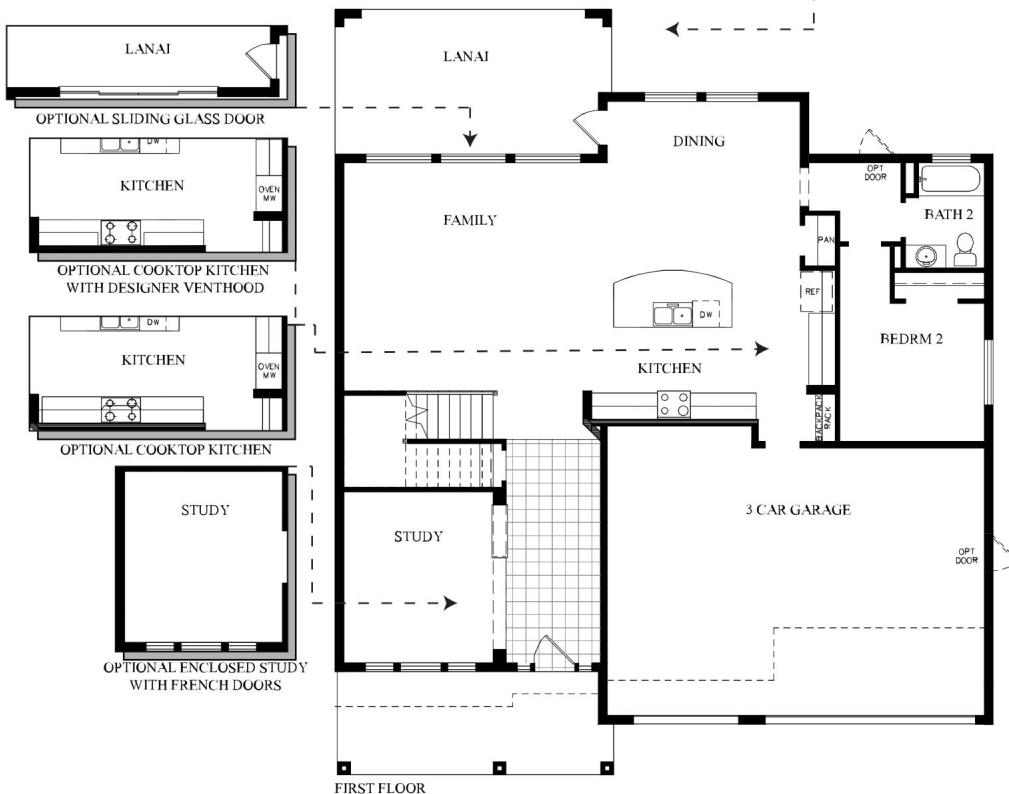 LANAI
OPTIONAL SLIDING GLASS DOOR
DW
KITCHEN
OVEN
MW
OPTIONAL COOKTOP KITCHEN
WITH DESIGNER VENTHOOD
DW
KITCHEN
OVEN
MW
OPTIONAL COOKTOP KITCHEN
STUDY
OPTIONAL ENCLOSED STUDY
WITH FRENCH DOORS
LANAI
DINING
FAMILY
OPT
DOOR
BATH 2
PAN
REF
DW
BEDRM 2
KITCHEN
BACKPACK
RACK
STUDY
3 CAR GARAGE
OPT
DOOR
FIRST FLOOR